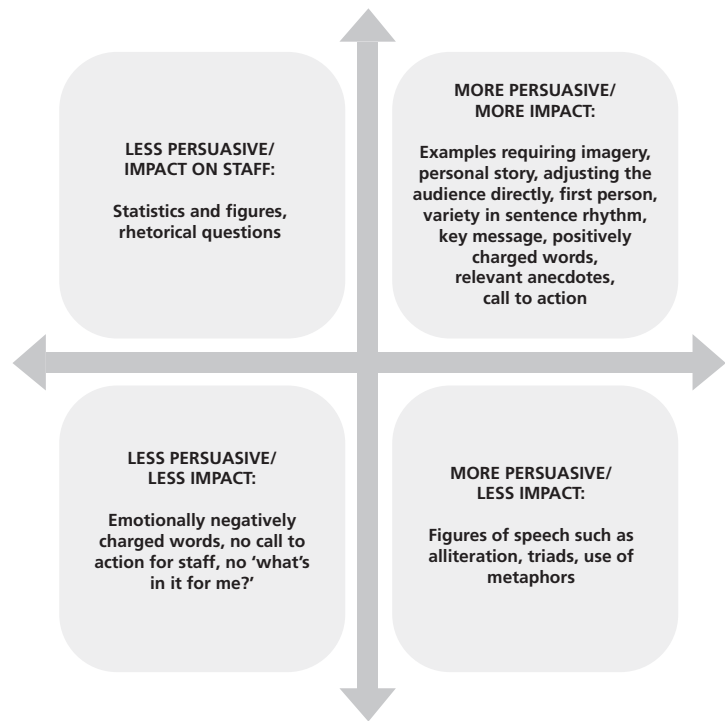 LESS PERSUASIVE/
IMPACT ON STAFF:
Statistics and figures,
rhetorical questions
MORE PERSUASIVE/
MORE IMPACT:
Examples requiring imagery,
personal story, adjusting the
audience directly, first person,
variety in sentence rhythm,
key message, positively
charged words,
relevant anecdotes,
call to action
LESS PERSUASIVE/
LESS IMPACT:
Emotionally negatively
charged words, no call to
action for staff, no ‘what’s
in it for me?’
MORE PERSUASIVE/
LESS IMPACT:
Figures of speech such as
alliteration, triads, use of
metaphors